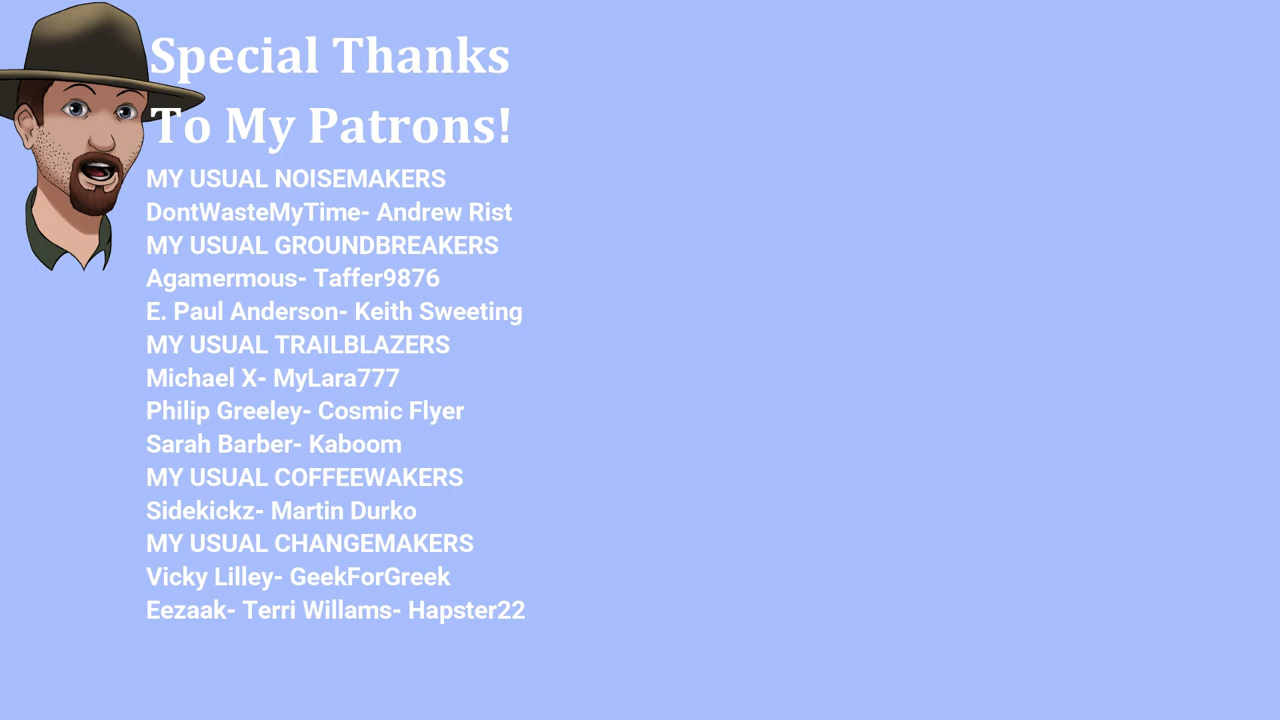 Special Thanks
To My Patrons!
MY USUAL NOISEMAKERS
DontWasteMyTime- Andrew Rist
MY USUAL GROUNDBREAKERS
Agamermous- Taffer9876
E. Paul Anderson- Keith Sweeting
MY USUAL TRAILBLAZERS
Michael X- MyLara777
Philip Greeley- Cosmic Flyer
Sarah Barber- Kaboom
MY USUAL COFFEEWAKERS
Sidekickz- Martin Durko
MY USUAL CHANGEMAKERS
Vicky Lilley- GeekForGreek
Eezaak- Terri Willams- Hapster22